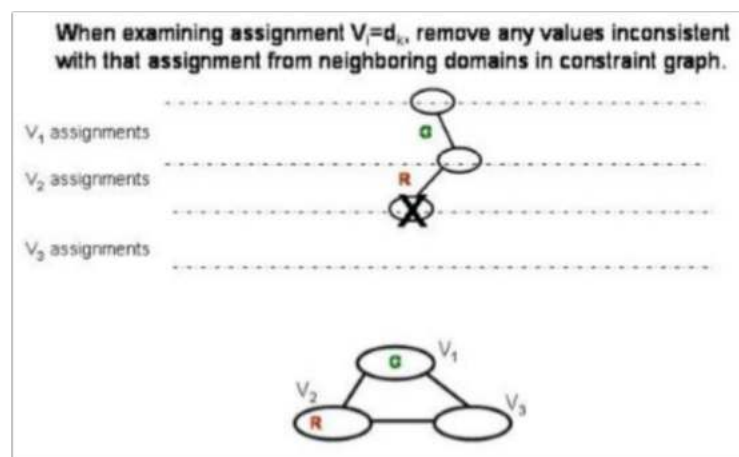 When examining assignment Vᵢ=dₖ, remove any values inconsistent
with that assignment from neighboring domains in constraint graph.
V₁ assignments
G
V₂ assignments
R
X
V₃ assignments
G
V₁
V₂
R
V₃